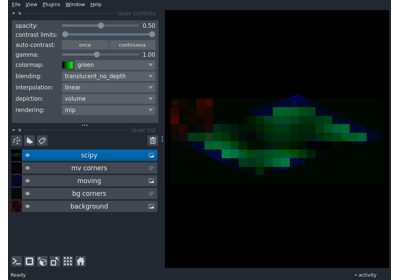 File View Plugins Window Help
layer controls
opacity: 0.50
contrast limits:
auto-contrast: once continuous
gamma: 1.00
colormap: green
blending: translucent_no_depth
interpolation: linear
depiction: volume
rendering: mip
layer list
scipy
mv corners
moving
bg corners
background
Ready activity